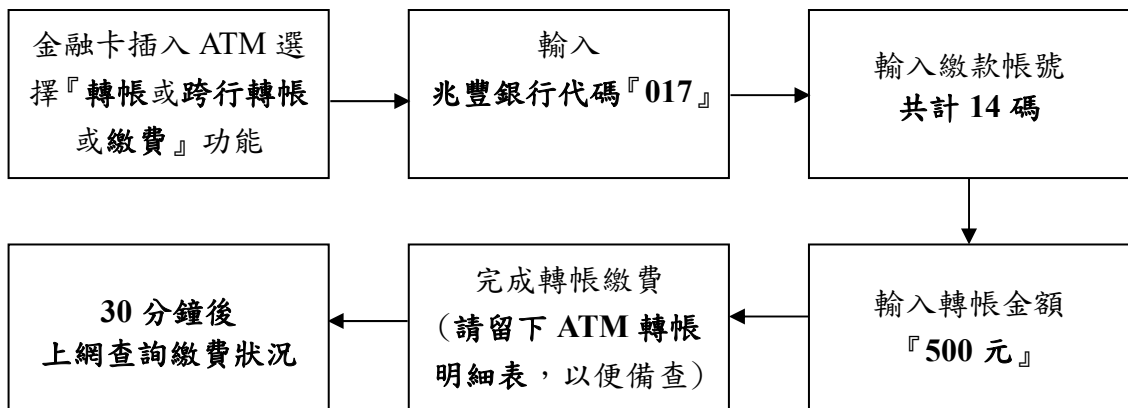 金融卡插入 ATM 選
擇『轉帳或跨行轉帳
或繳費』功能
輸入
兆豐銀行代碼『017』
輸入繳款帳號
共計 14 碼
輸入轉帳金額
『500 元』
完成轉帳繳費
（請留下 ATM 轉帳
明細表，以便備查）
30 分鐘後
上網查詢繳費狀況